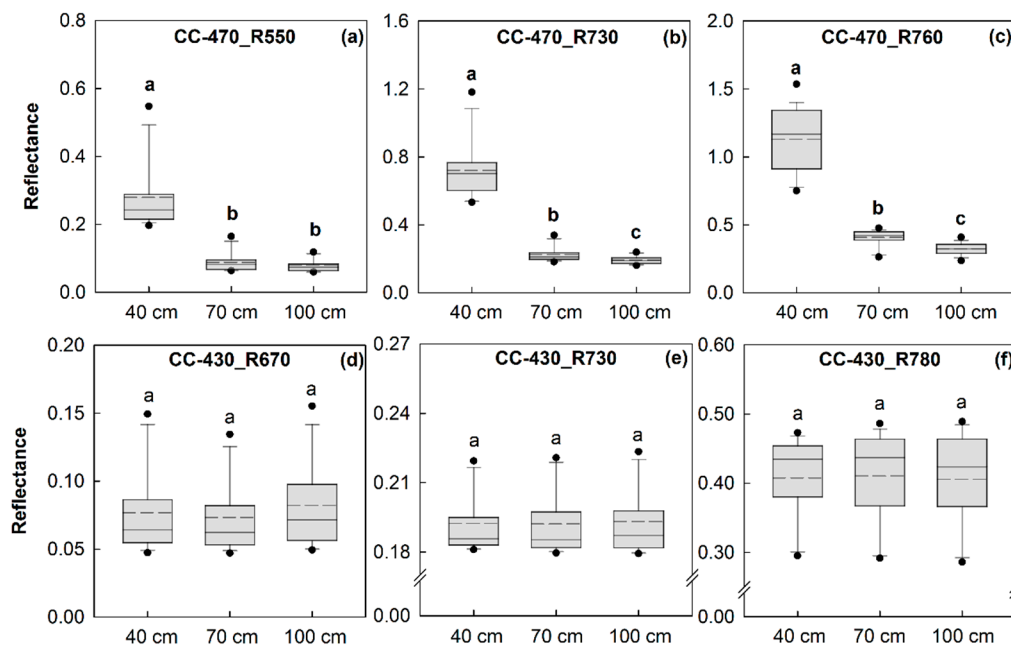 CC-470_R550 (a)
CC-470_R730 (b)
CC-470_R760 (c)
Reflectance
0.8
0.6
0.4
0.2
0.0
a
b
b
40 cm 70 cm 100 cm
1.6
1.2
0.8
0.4
0.0
a
b
c
40 cm 70 cm 100 cm
2.0
1.5
1.0
0.5
0.0
a
b
c
40 cm 70 cm 100 cm
CC-430_R670 (d)
CC-430_R730 (e)
CC-430_R780 (f)
Reflectance
0.20
0.15
0.10
0.05
0.00
a
a
a
40 cm 70 cm 100 cm
0.27
0.24
0.21
0.18
0.00
a
a
a
40 cm 70 cm 100 cm
0.60
0.50
0.40
0.30
0.00
a
a
a
40 cm 70 cm 100 cm